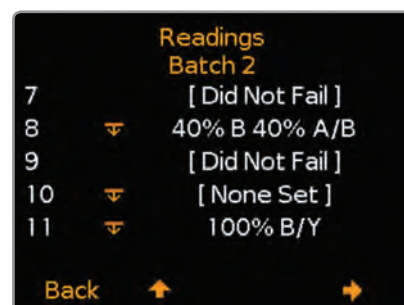 Readings
Batch 2
7 [ Did Not Fail ]
8 40% B 40% A/B
9 [ Did Not Fail ]
10 [ None Set ]
11 100% B/Y
Back